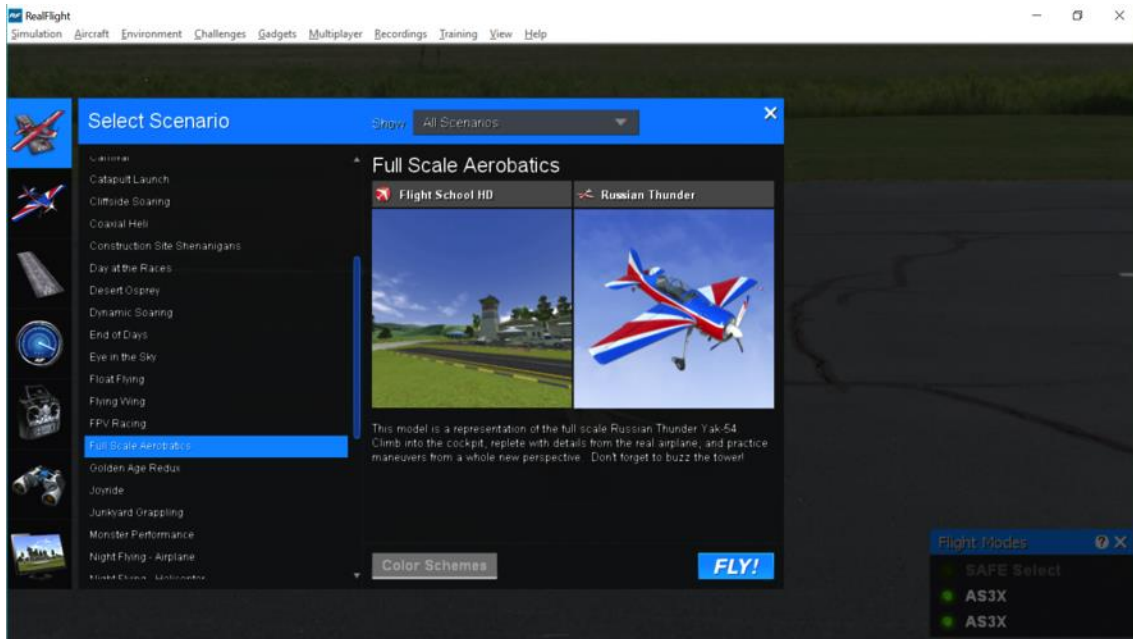 RealFlight
Simulation Aircraft Environment Challenges Gadgets Multiplayer Recordings Training View Help
Select Scenario
Show All Scenarios
Catapult Launch
Cliffside Soaring
Coaxial Heli
Construction Site Shenanigans
Day at the Races
Desert Osprey
Dynamic Soaring
End of Days
Eye in the Sky
Float Flying
Flying Wing
FPV Racing
Full Scale Aerobatics
Golden Age Redux
Joyride
Junkyard Grappling
Monster Performance
Night Flying - Airplane
Night Flying - Helicopter
Full Scale Aerobatics
Flight School HD
Russian Thunder
This model is a representation of the full scale Russian Thunder Yak-54.
Climb into the cockpit, replete with details from the real airplane, and practice
maneuvers from a whole new perspective. Don't forget to buzz the tower!
Color Schemes
FLY!
Flight Modes
SAFE Select
AS3X
AS3X